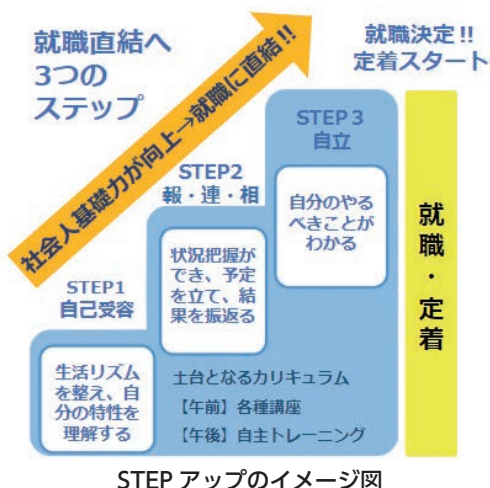 就職直結へ
3つの
ステップ
社会人基礎力が向上→就職に直結!!
就職決定!!
定着スタート
STEP1
自己受容
生活リズム
を整え、自
分の特性を
理解する
STEP2
報・連・相
状況把握が
でき、予定
を立て、結
果を振返る
STEP3
自立
自分のやる
べきことが
わかる
土台となるカリキュラム
【午前】各種講座
【午後】自主トレーニング
就職・定着
STEP アップのイメージ図